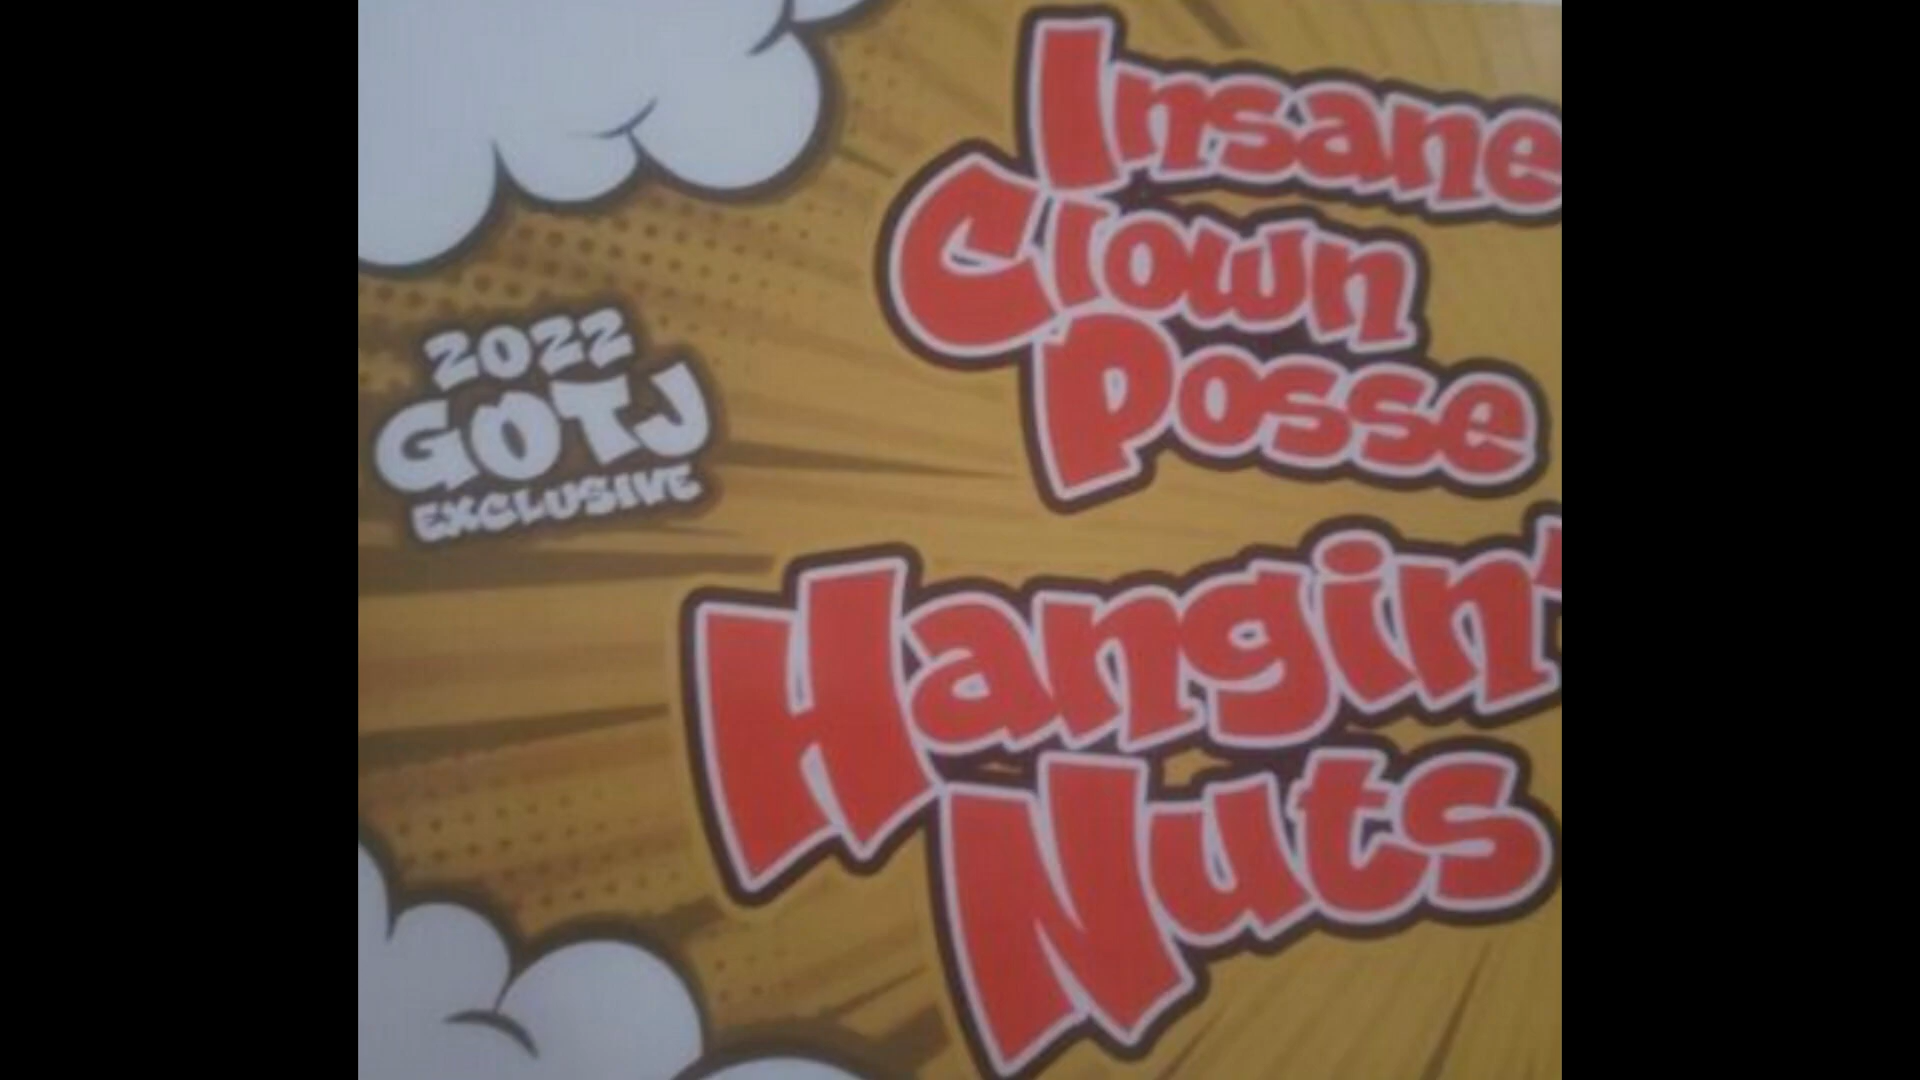 Insane
Clown
Posse
2022
GOTJ
EXCLUSIVE
Hangin'
Nuts